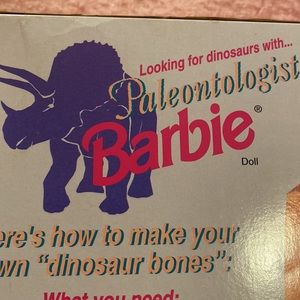 Looking for dinosaurs with...
Paleontologist
Barbie®
Doll
ere's how to make your
wn "dinosaur bones":
What you need: